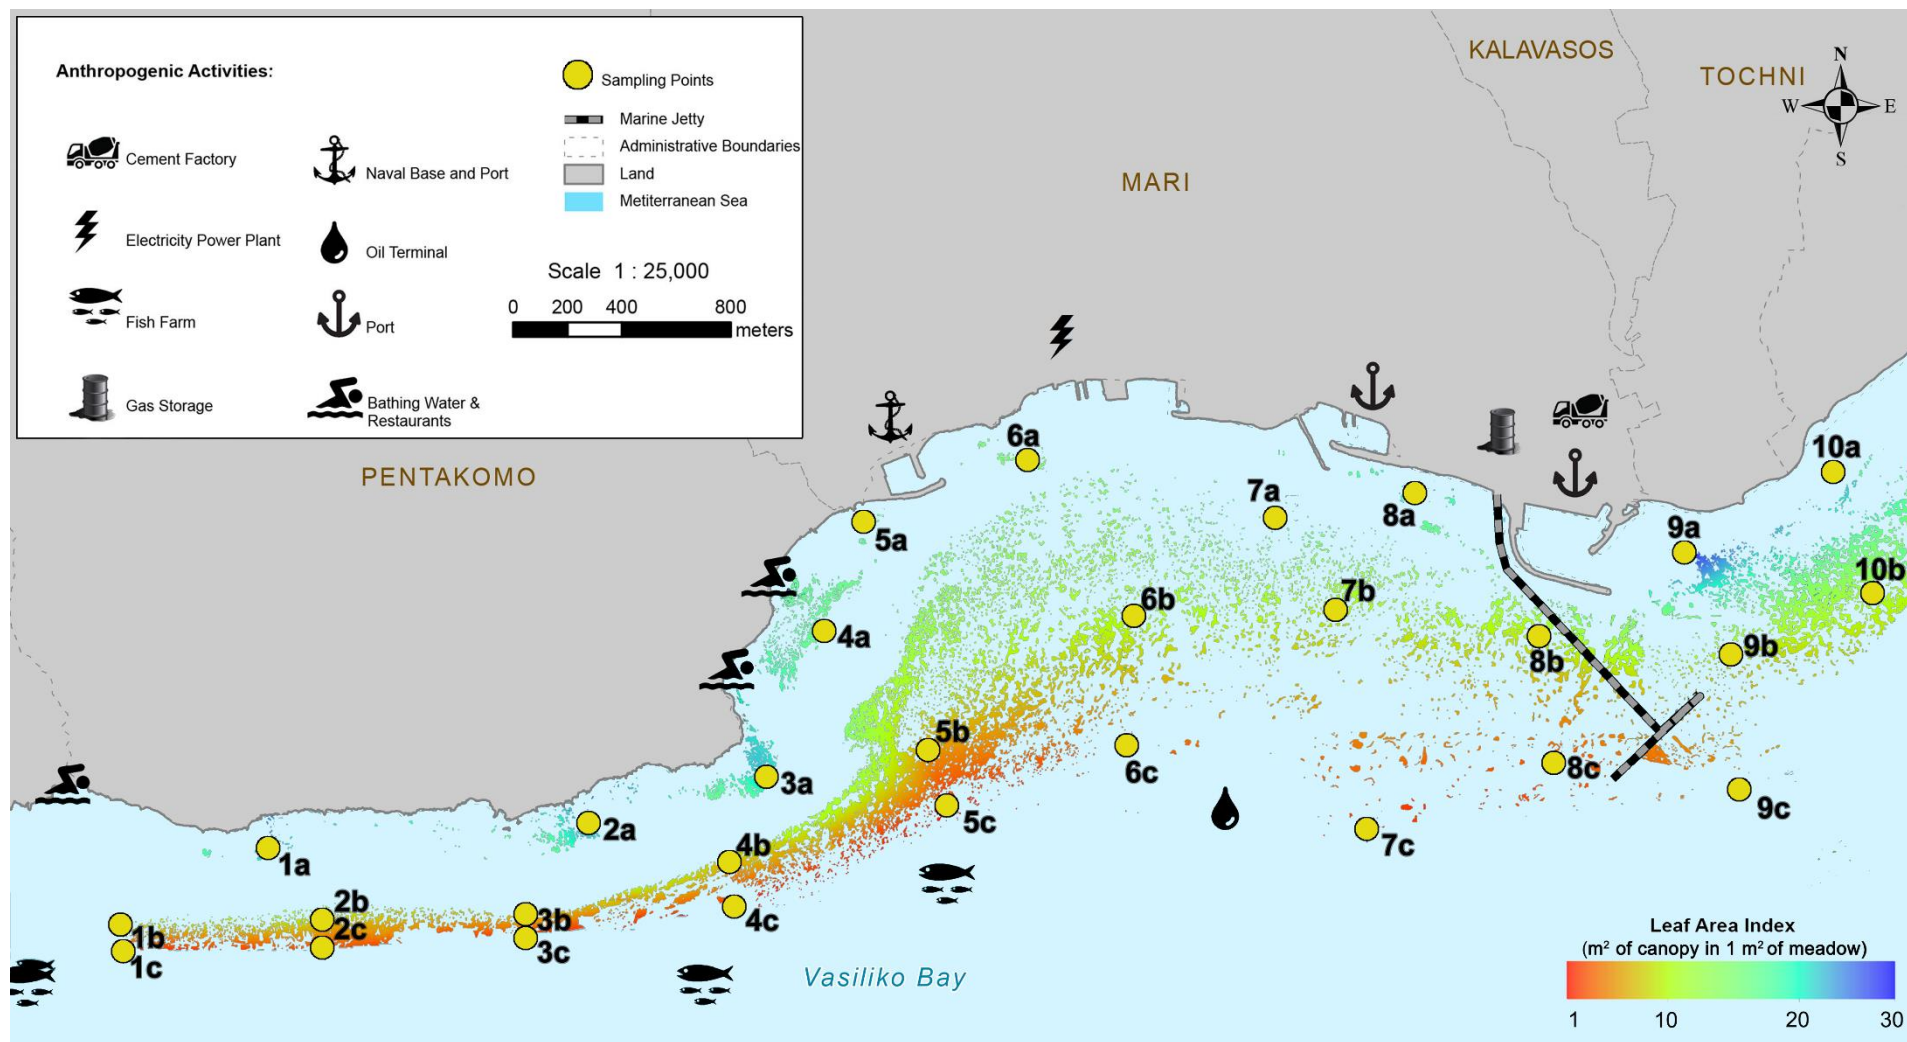 Anthropogenic Activities:
Cement Factory
Electricity Power Plant
Fish Farm
Gas Storage
Naval Base and Port
Oil Terminal
Port
Bathing Water &
Restaurants
Sampling Points
Marine Jetty
Administrative Boundaries
Land
Metiterranean Sea
Scale 1 : 25,000
0 200 400 800
meters
KALAVASOS
TOCHNI
N
W E
S
MARI
PENTAKOMO
6a
10a
7a
8a
5a
9a
10b
6b
7b
4a
8b
9b
5b
6c
8c
3a
9c
5c
2a
7c
1a
4b
2b
4c
3b
2c
1b
3c
1c
Vasiliko Bay
Leaf Area Index
(m² of canopy in 1 m² of meadow)
1 10 20 30